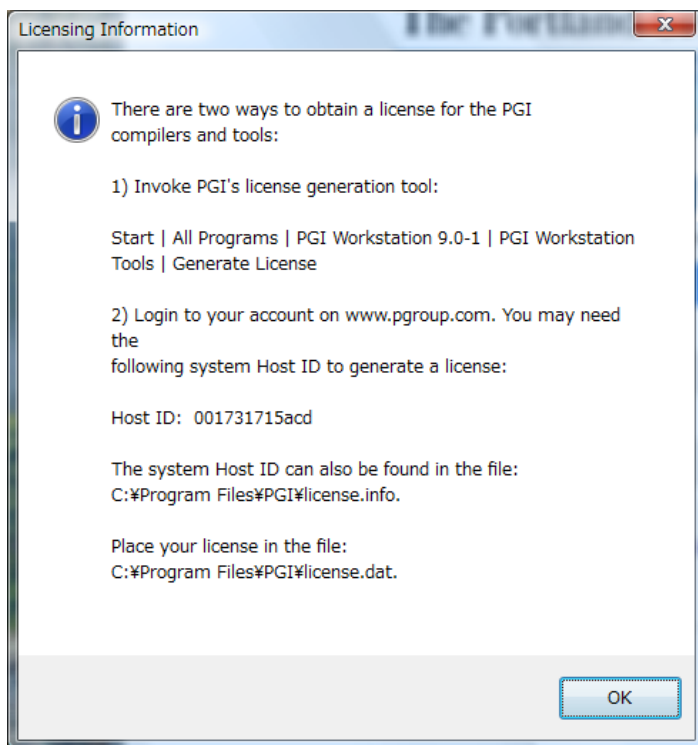 Licensing Information
The Portland
There are two ways to obtain a license for the PGI
compilers and tools:
1) Invoke PGI's license generation tool:
Start | All Programs | PGI Workstation 9.0-1 | PGI Workstation
Tools | Generate License
2) Login to your account on www.pgroup.com. You may need
the
following system Host ID to generate a license:
Host ID:  001731715acd
The system Host ID can also be found in the file:
C:¥Program Files¥PGI¥license.info.
Place your license in the file:
C:¥Program Files¥PGI¥license.dat.
OK